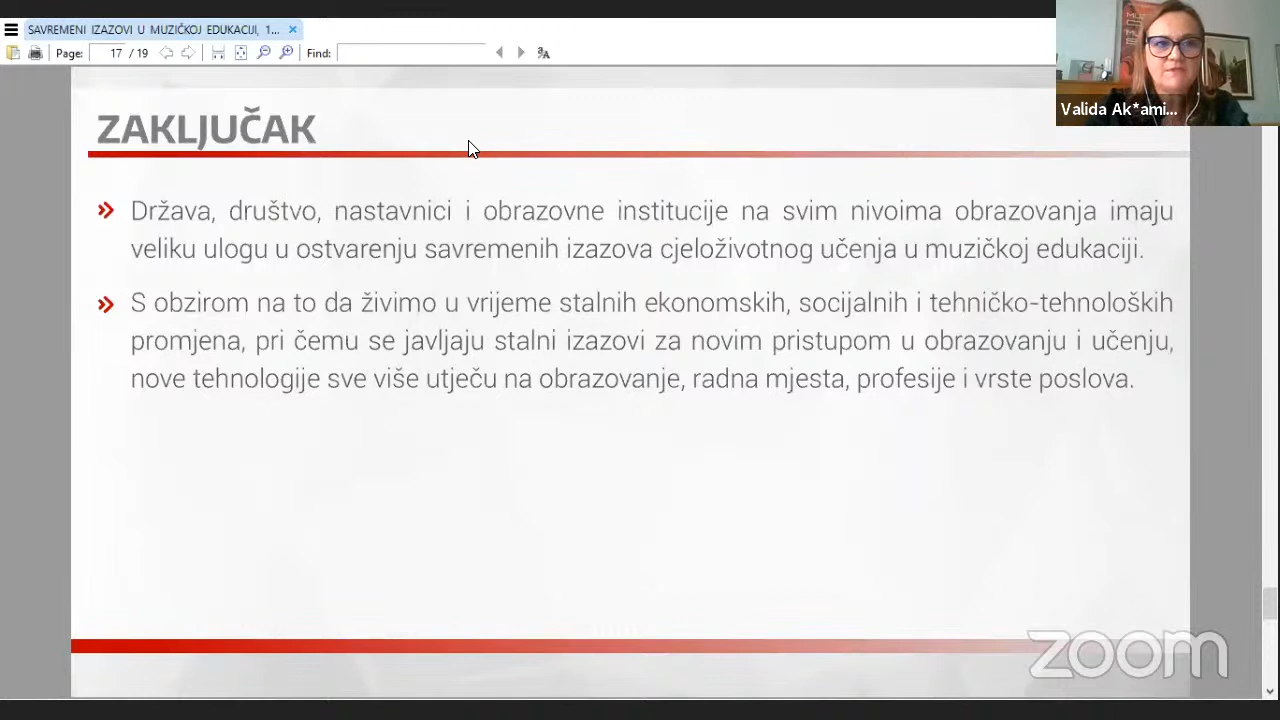 SAVREMENI IZAZOVI U MUZIČKOJ EDUKACIJI, 1...
Page: 17 / 19 Find:
Valida Ak*ami...
ZAKLJUČAK
Država, društvo, nastavnici i obrazovne institucije na svim nivoima obrazovanja imaju
veliku ulogu u ostvarenju savremenih izazova cjeloživotnog učenja u muzičkoj edukaciji.
S obzirom na to da živimo u vrijeme stalnih ekonomskih, socijalnih i tehničko-tehnoloških
promjena, pri čemu se javljaju stalni izazovi za novim pristupom u obrazovanju i učenju,
nove tehnologije sve više utječu na obrazovanje, radna mjesta, profesije i vrste poslova.
zoom